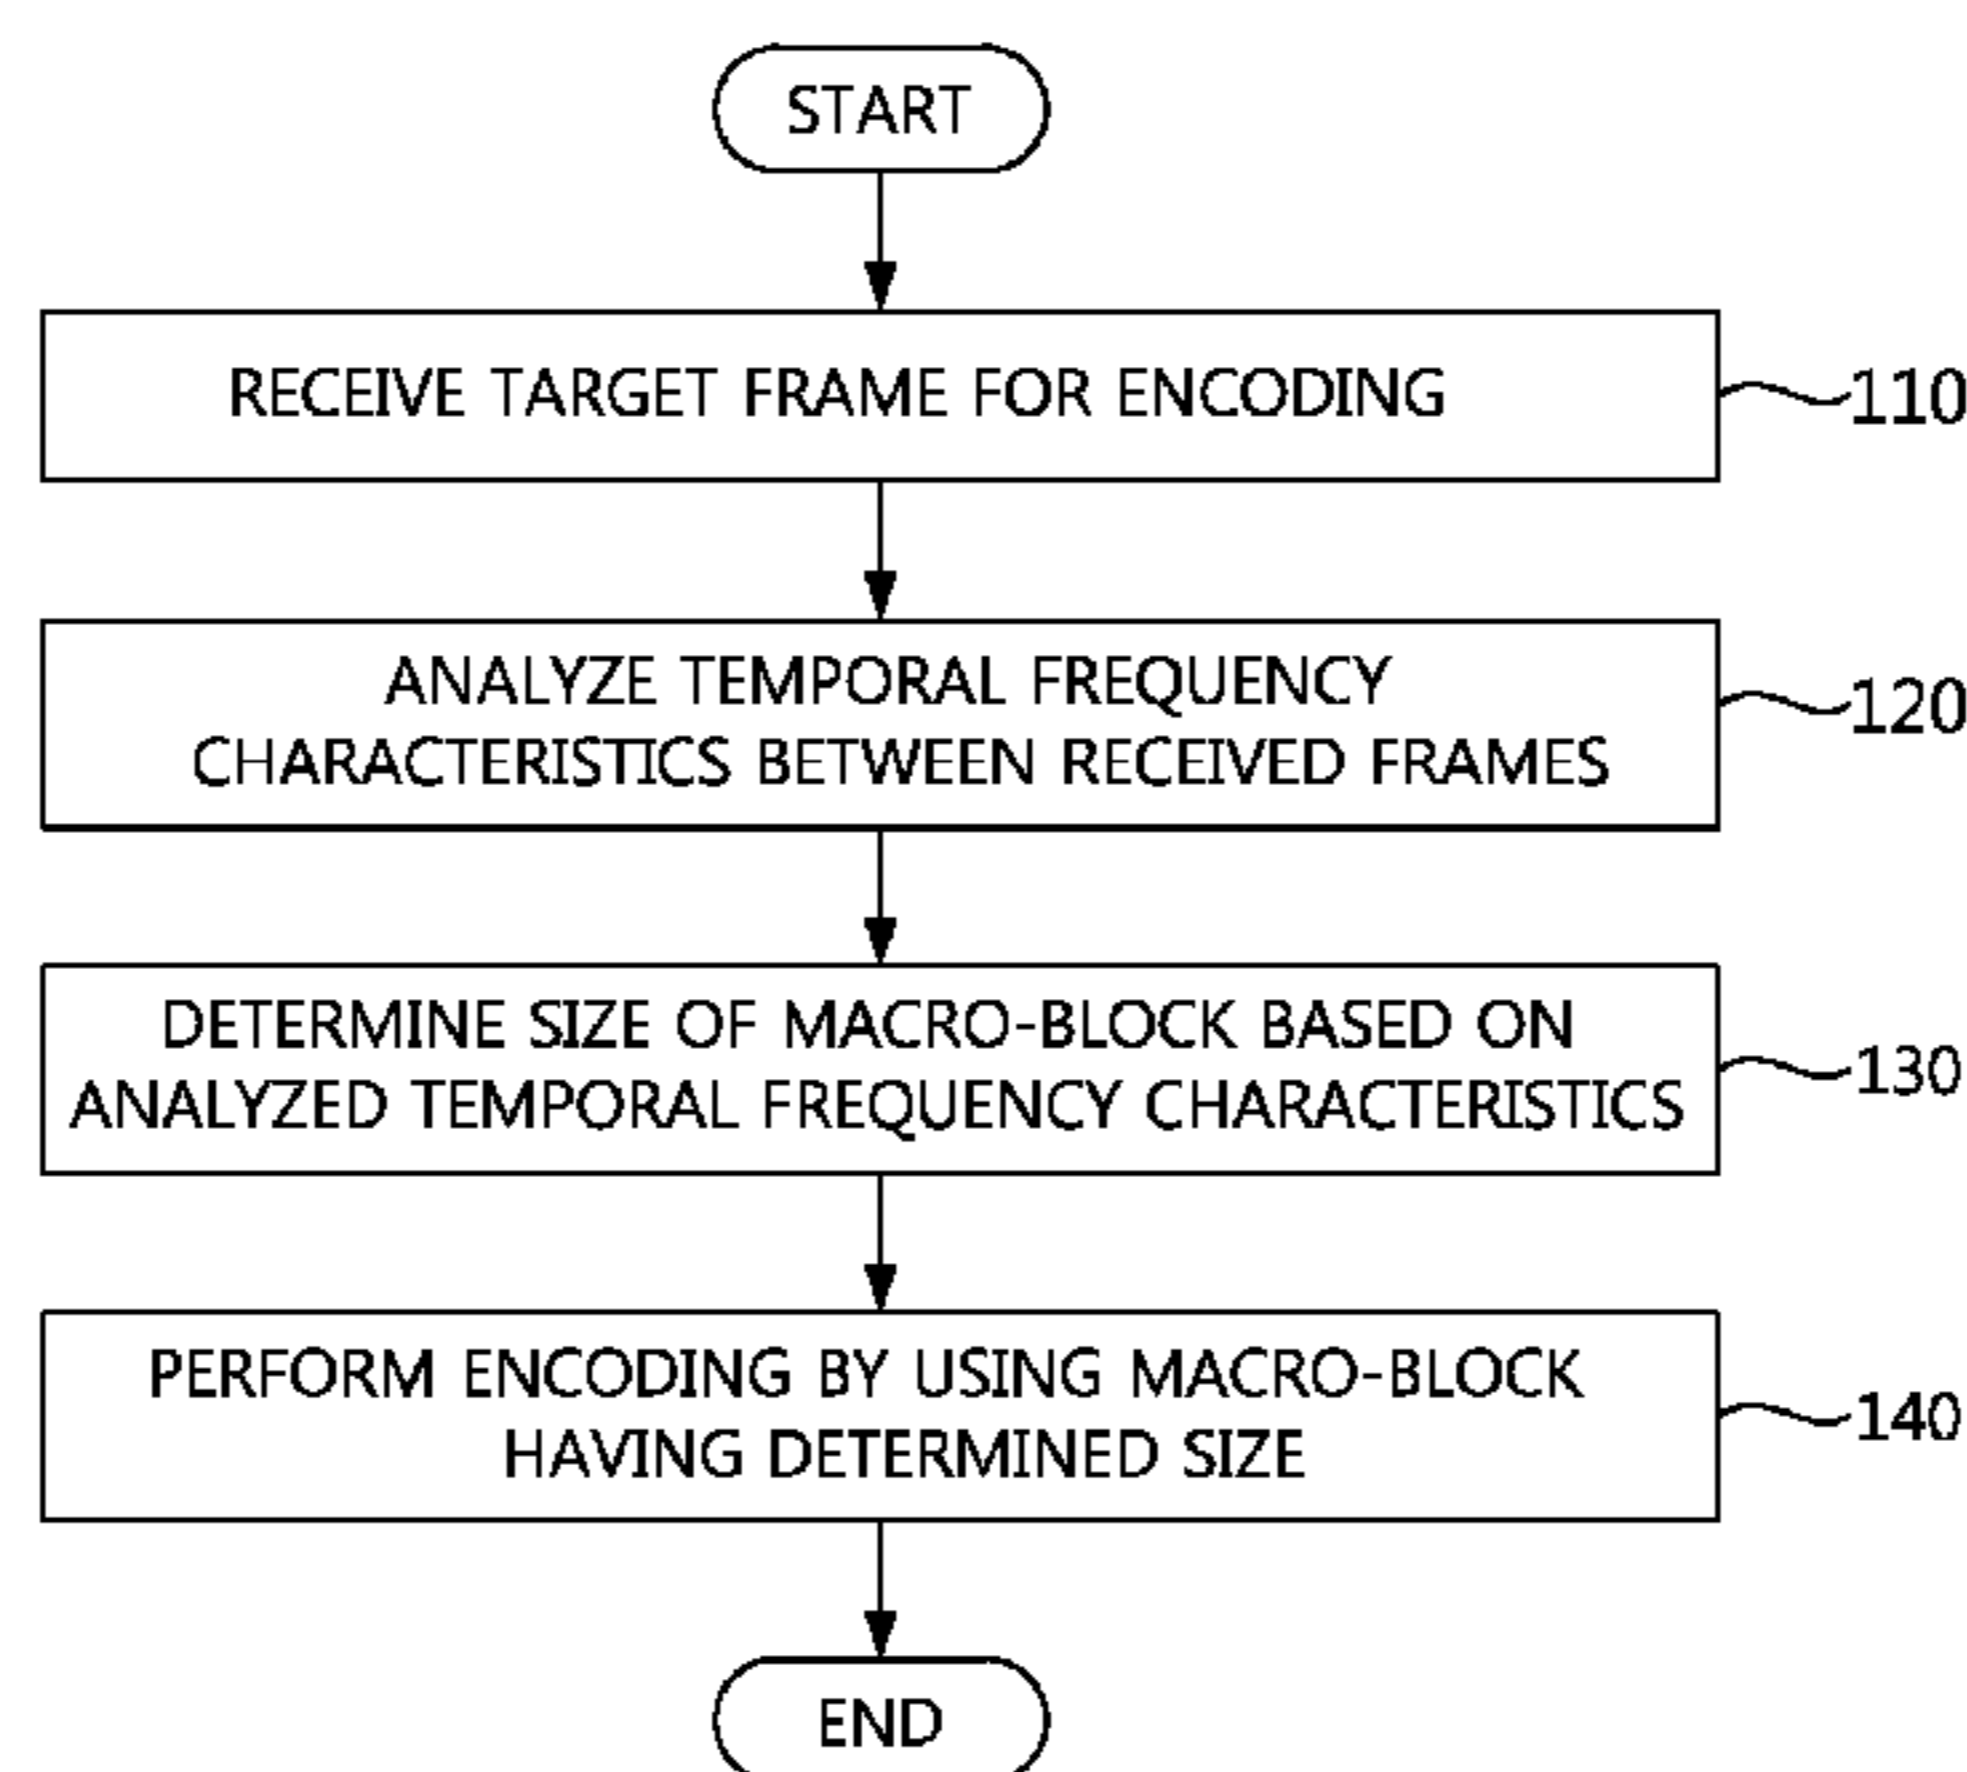 START
RECEIVE TARGET FRAME FOR ENCODING
110
ANALYZE TEMPORAL FREQUENCY
CHARACTERISTICS BETWEEN RECEIVED FRAMES
120
DETERMINE SIZE OF MACRO-BLOCK BASED ON
ANALYZED TEMPORAL FREQUENCY CHARACTERISTICS
130
PERFORM ENCODING BY USING MACRO-BLOCK
HAVING DETERMINED SIZE
140
END